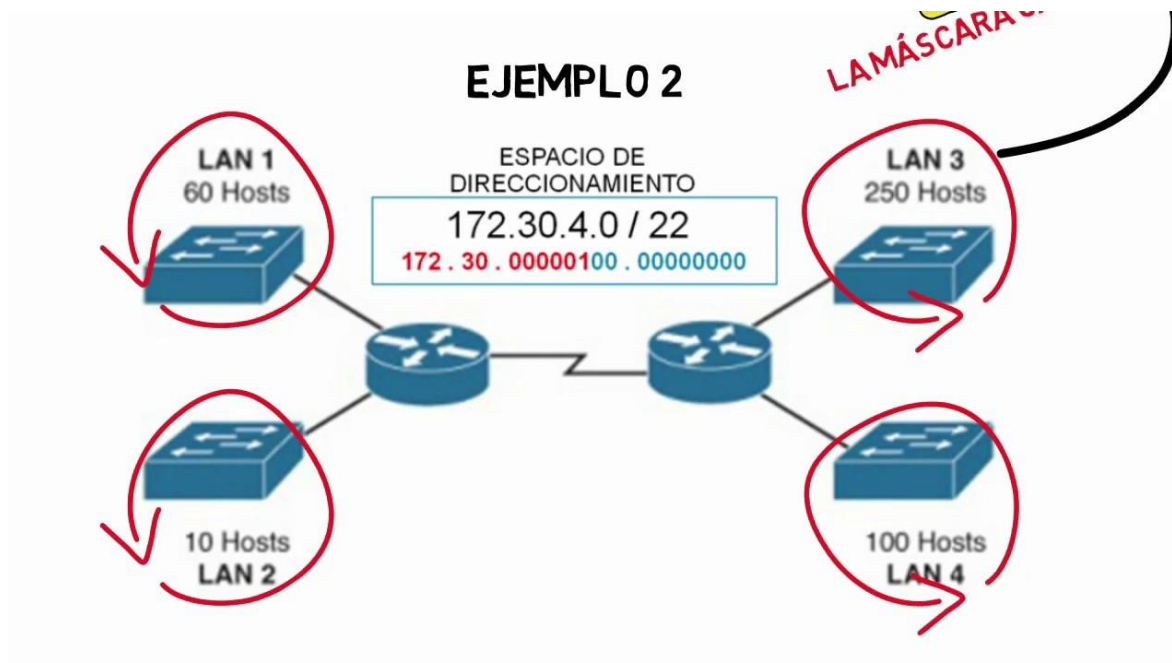 LA MÁSCARA
EJEMPLO 2
LAN 1
60 Hosts
ESPACIO DE
DIRECCIONAMIENTO
172.30.4.0 / 22
172 . 30 . 00000100 . 00000000
LAN 3
250 Hosts
10 Hosts
LAN 2
100 Hosts
LAN 4